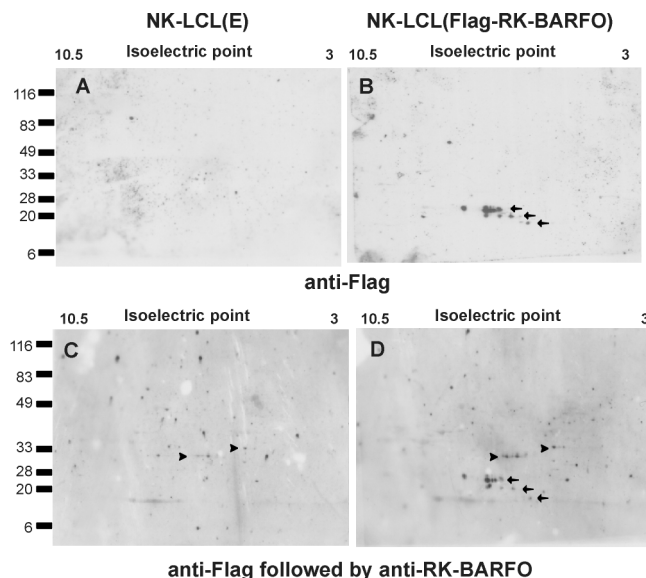 NK-LCL(E) NK-LCL(Flag-RK-BARFO)
10.5 Isoelectric point 3 10.5 Isoelectric point 3
A B
116
83
49
33
28
20
6
anti-Flag
10.5 Isoelectric point 3 10.5 Isoelectric point 3
C D
116
83
49
33
28
20
6
anti-Flag followed by anti-RK-BARFO